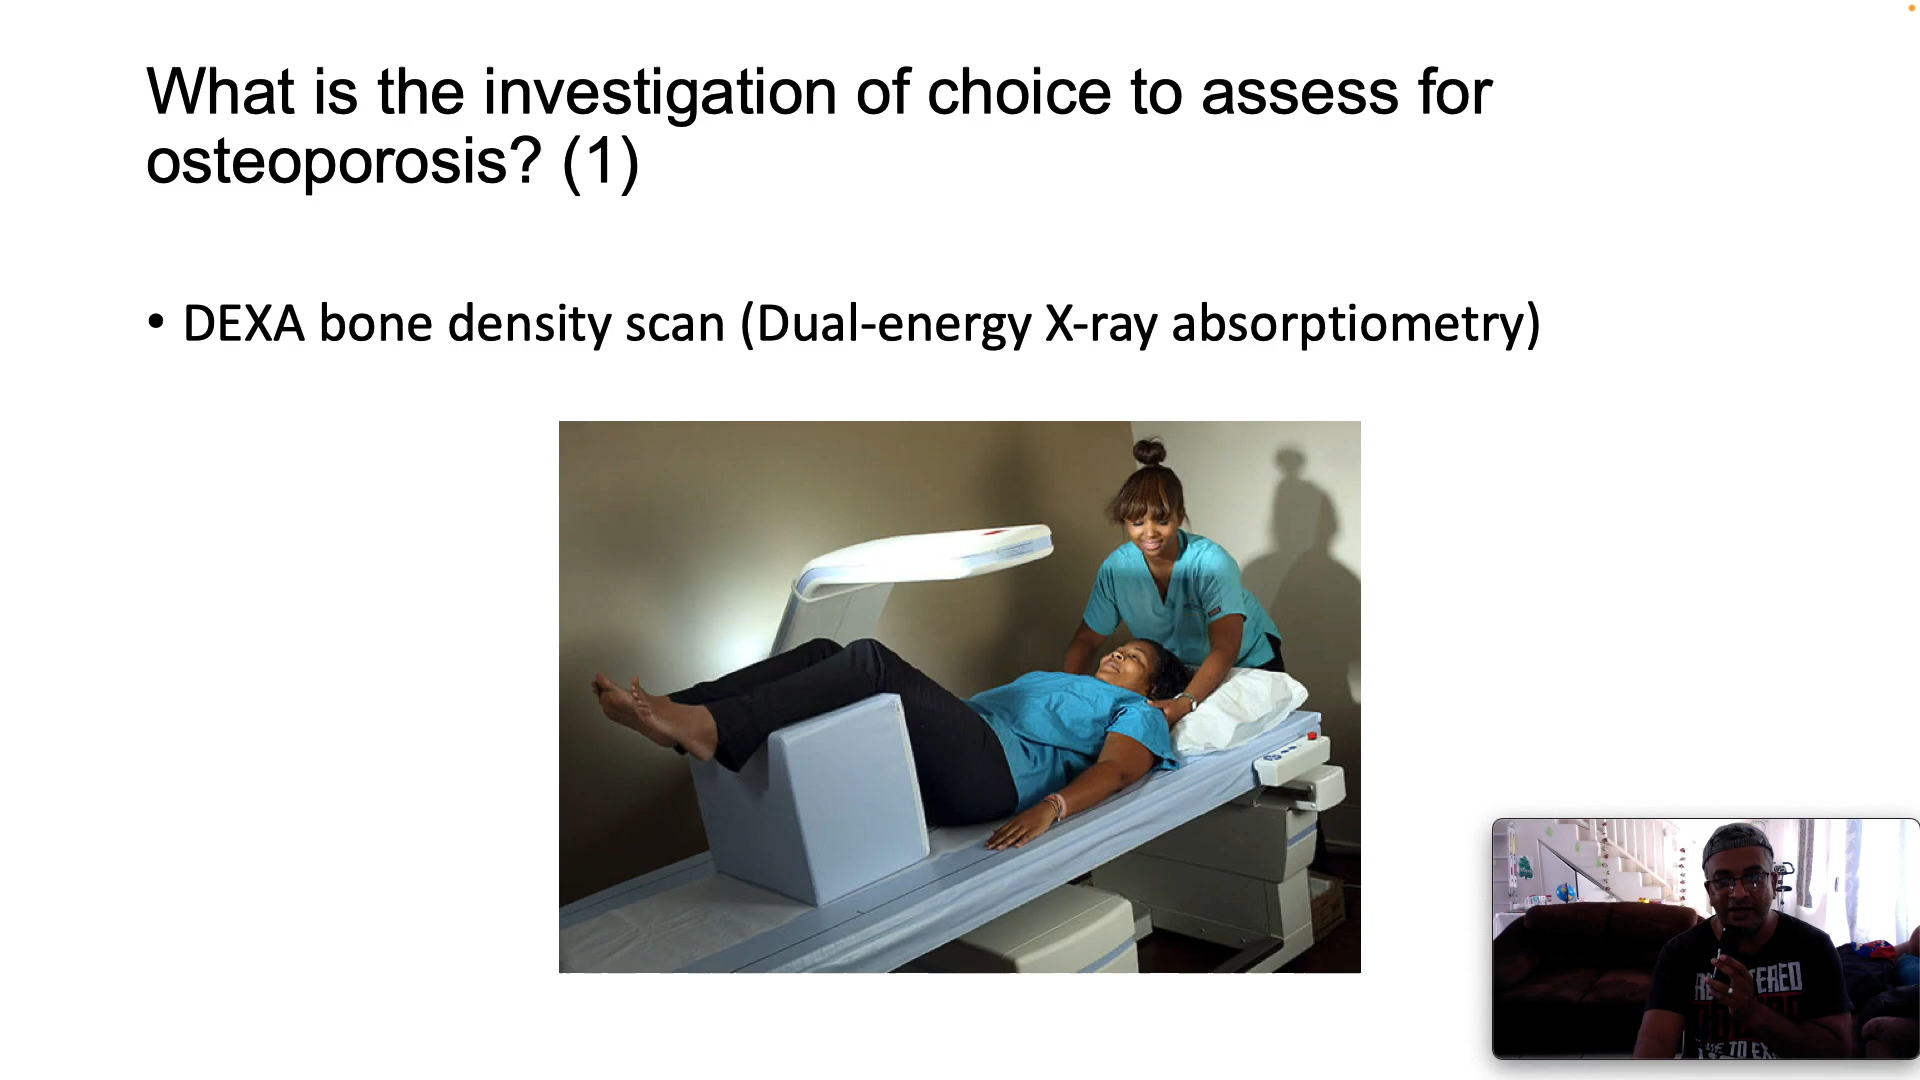 What is the investigation of choice to assess for
osteoporosis? (1)
• DEXA bone density scan (Dual-energy X-ray absorptiometry)